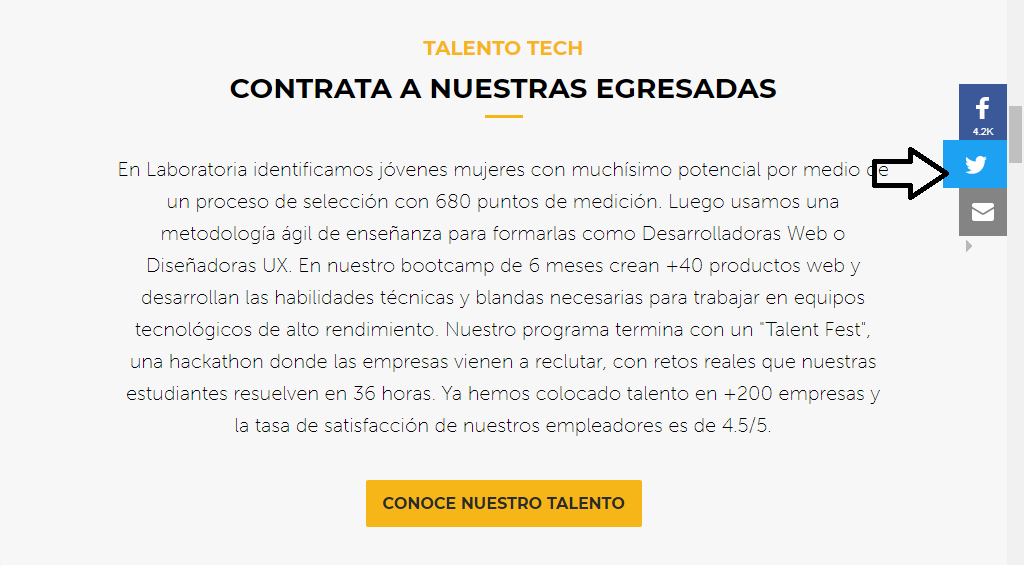 TALENTO TECH
CONTRATA A NUESTRAS EGRESADAS
4.2K
En Laboratoria identificamos jóvenes mujeres con muchísimo potencial por medio de
un proceso de selección con 680 puntos de medición. Luego usamos una
metodología ágil de enseñanza para formarlas como Desarrolladoras Web o
Diseñadoras UX. En nuestro bootcamp de 6 meses crean +40 productos web y
desarrollan las habilidades técnicas y blandas necesarias para trabajar en equipos
tecnológicos de alto rendimiento. Nuestro programa termina con un "Talent Fest",
una hackathon donde las empresas vienen a reclutar, con retos reales que nuestras
estudiantes resuelven en 36 horas. Ya hemos colocado talento en +200 empresas y
la tasa de satisfacción de nuestros empleadores es de 4.5/5.
CONOCE NUESTRO TALENTO